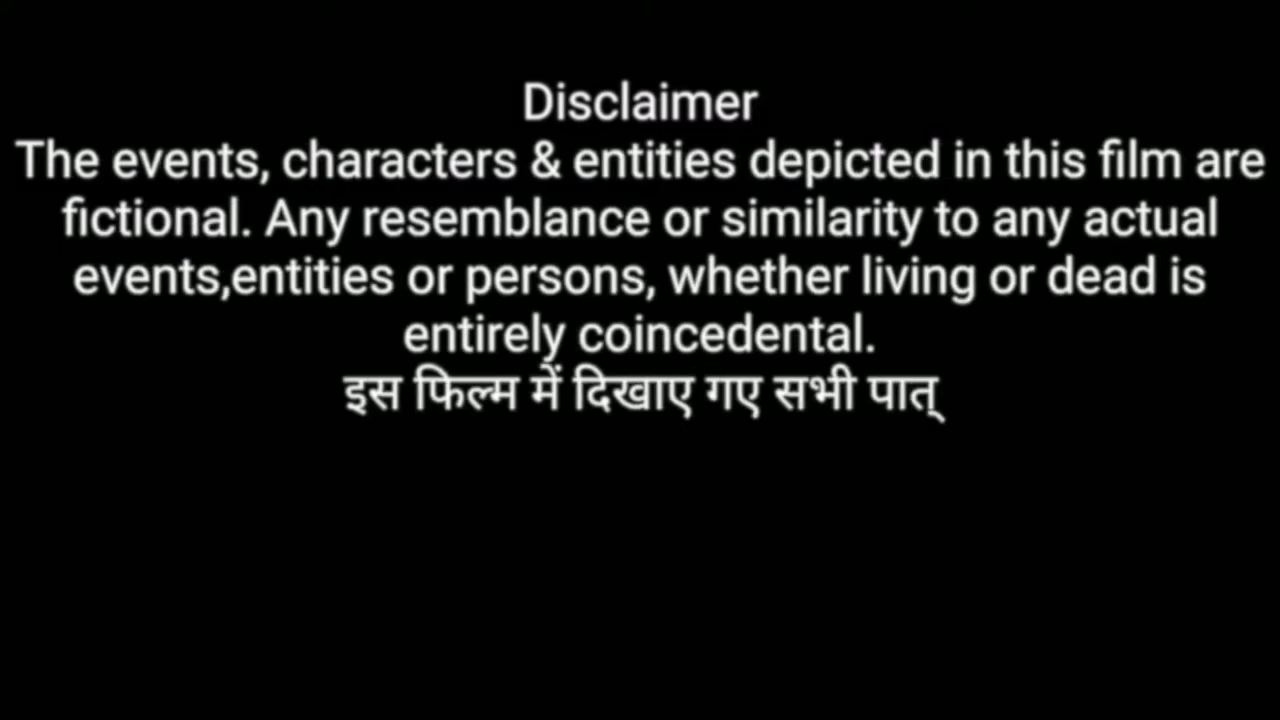 Disclaimer
The events, characters & entities depicted in this film are
fictional. Any resemblance or similarity to any actual
events,entities or persons, whether living or dead is
entirely coincedental.
इस फिल्म में दिखाए गए सभी पात्